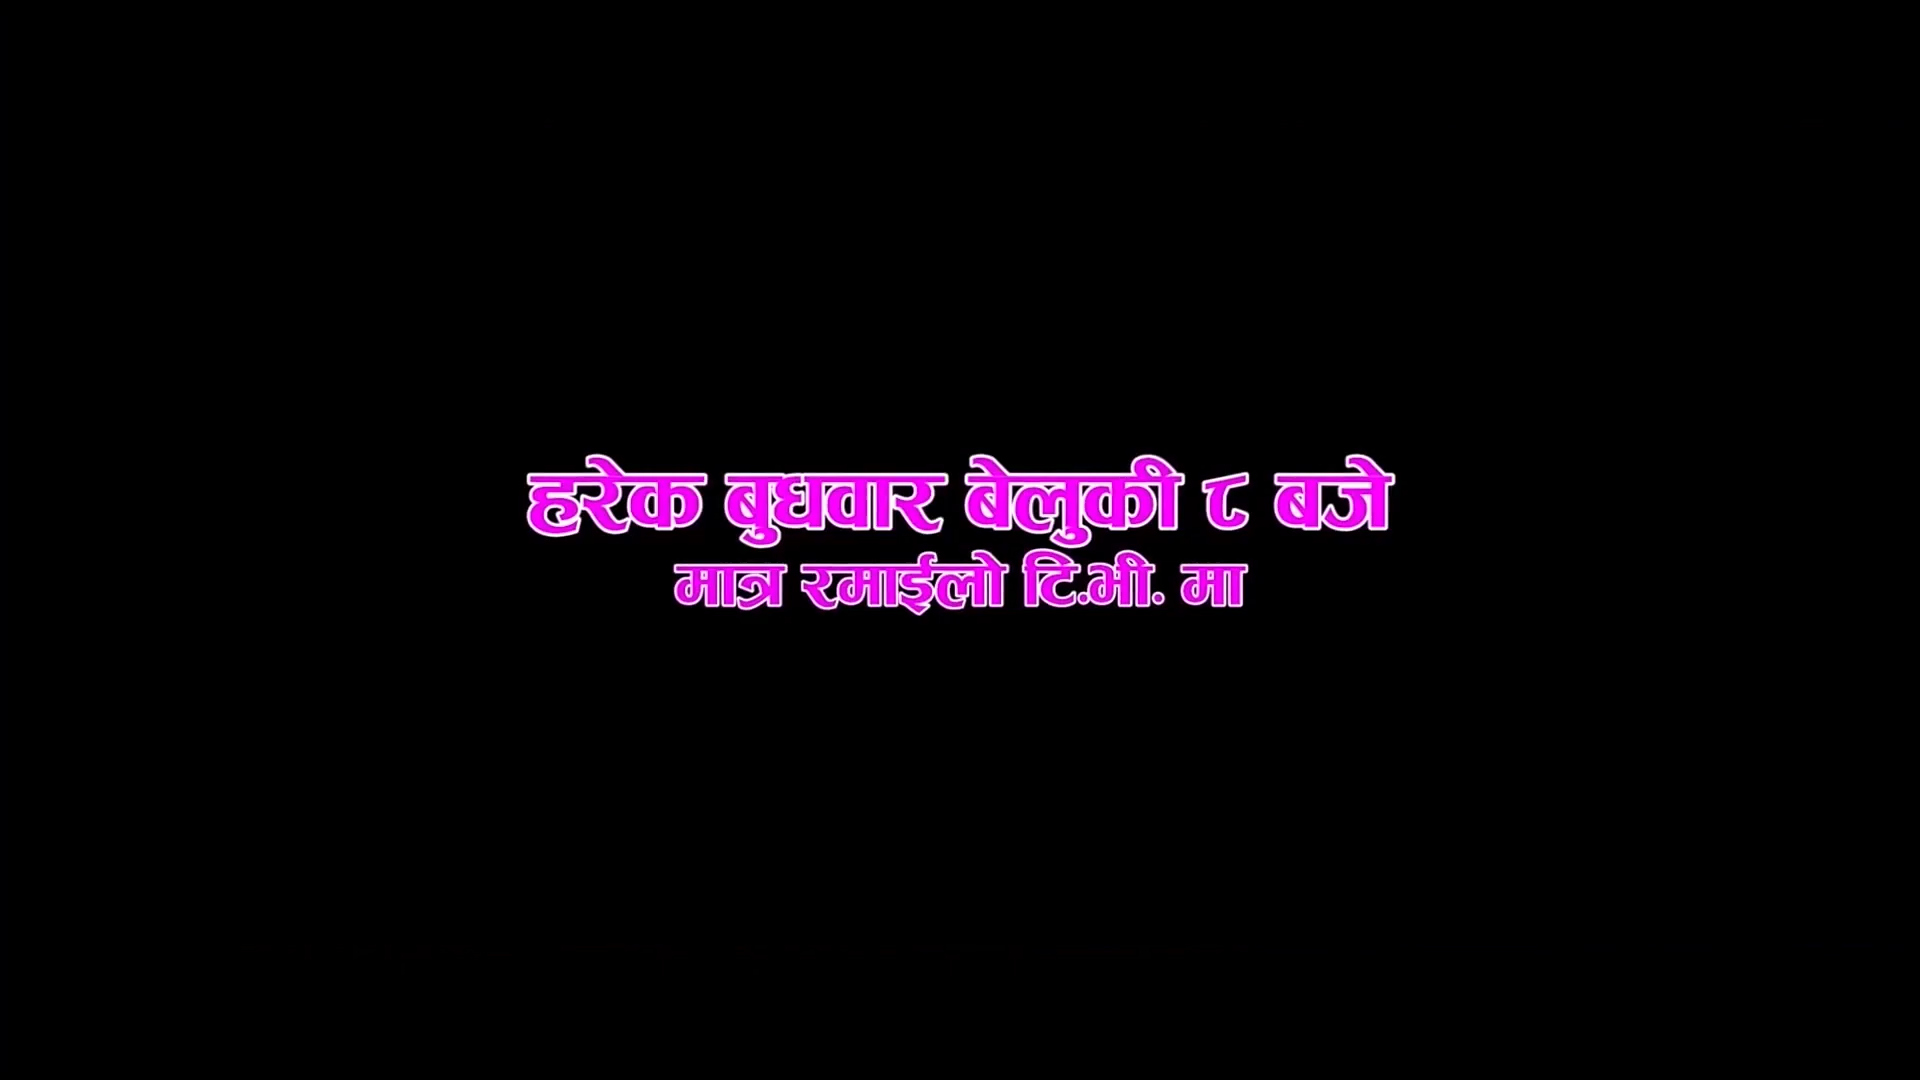 हरेक बुधवार बेलुकी ८ बजे
मात्र रमाईलो टि.भी. मा